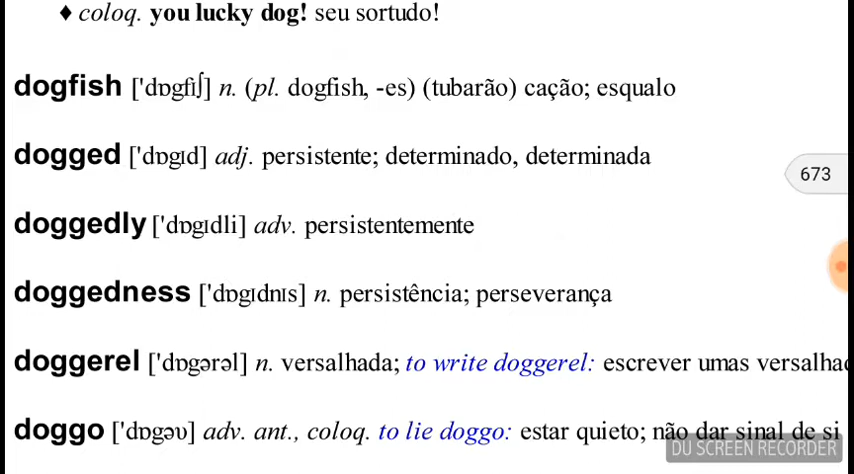 ♦ coloq. you lucky dog! seu sortudo!
dogfish ['dɒgfɪʃ] n. (pl. dogfish, -es) (tubarão) cação; esqualo
dogged ['dɒgɪd] adj. persistente; determinado, determinada
673
doggedly ['dɒgɪdli] adv. persistentemente
doggedness ['dɒgɪdnɪs] n. persistência; perseverança
doggerel ['dɒgərəl] n. versalhada; to write doggerel: escrever umas versalhad
doggo ['dɒgəʊ] adv. ant., coloq. to lie doggo: estar quieto; não dar sinal de si
DU SCREEN RECORDER